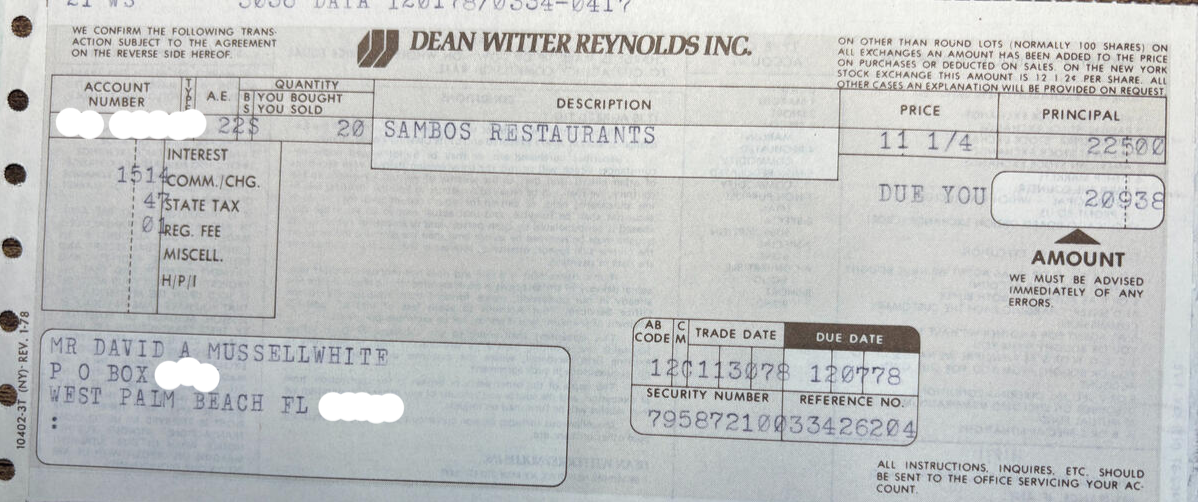 21 WS 3036 DATA 120178/0334-0417
WE CONFIRM THE FOLLOWING TRANS-
ACTION SUBJECT TO THE AGREEMENT
ON THE REVERSE SIDE HEREOF.
DEAN WITTER REYNOLDS INC.
ON OTHER THAN ROUND LOTS (NORMALLY 100 SHARES) ON
ALL EXCHANGES AN AMOUNT HAS BEEN ADDED TO THE PRICE
ON PURCHASES OR DEDUCTED ON SALES. ON THE NEW YORK
STOCK EXCHANGE THIS AMOUNT IS 12 1 2¢ PER SHARE. ALL
OTHER CASES AN EXPLANATION WILL BE PROVIDED ON REQUEST.
ACCOUNT NUMBER TYPE A.E. BS QUANTITY YOU BOUGHT YOU SOLD DESCRIPTION PRICE PRINCIPAL
22 S 20 SAMBOS RESTAURANTS 11 1/4 22500
INTEREST
1514 COMM./CHG.
47 STATE TAX
01 REG. FEE
MISCELL.
H/P/I
DUE YOU 20938
AMOUNT
WE MUST BE ADVISED
IMMEDIATELY OF ANY
ERRORS.
MR DAVID A MUSSELLWHITE
P O BOX
WEST PALM BEACH FL
:
AB CODE CM TRADE DATE DUE DATE
12 C 113078 120778
SECURITY NUMBER REFERENCE NO.
795872100 33426204
10402-3T (NY)- REV. 1-78
ALL INSTRUCTIONS, INQUIRES, ETC. SHOULD
BE SENT TO THE OFFICE SERVICING YOUR AC-
COUNT.